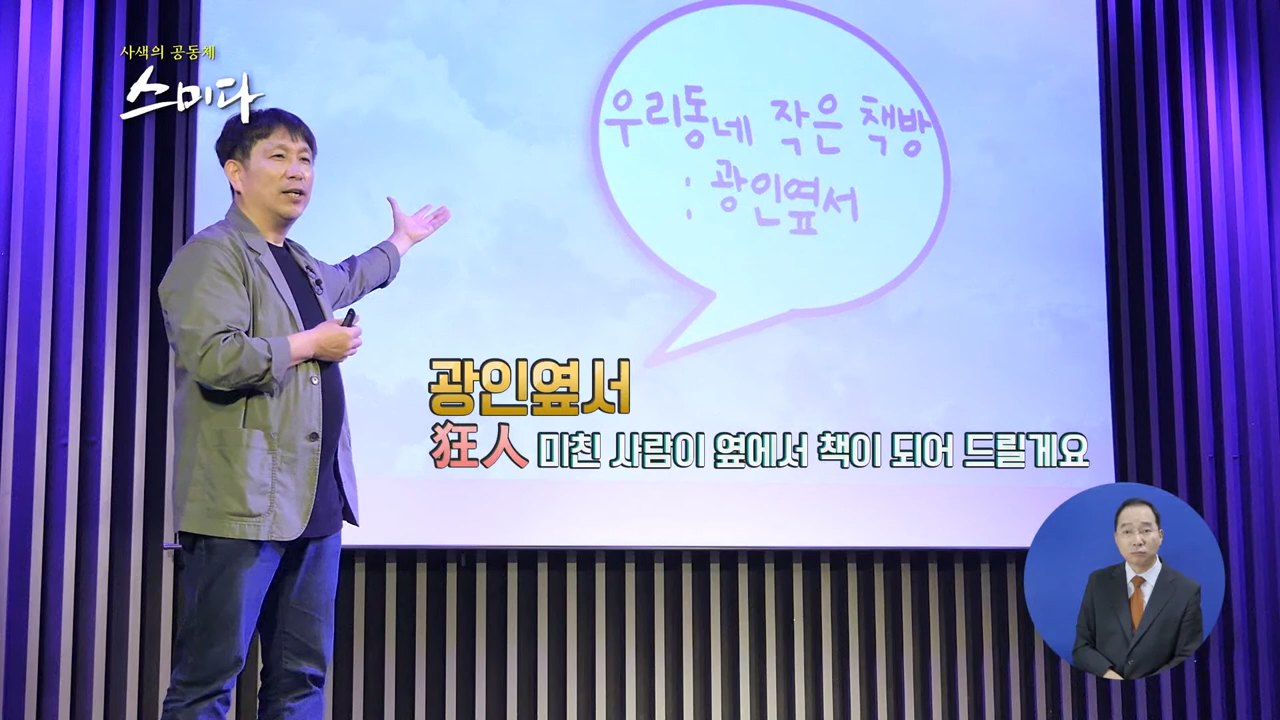 사색의 공동체
스미다
우리동네 작은 책방
: 광인옆서
광인옆서
狂人 미친 사람이 옆에서 책이 되어 드릴게요